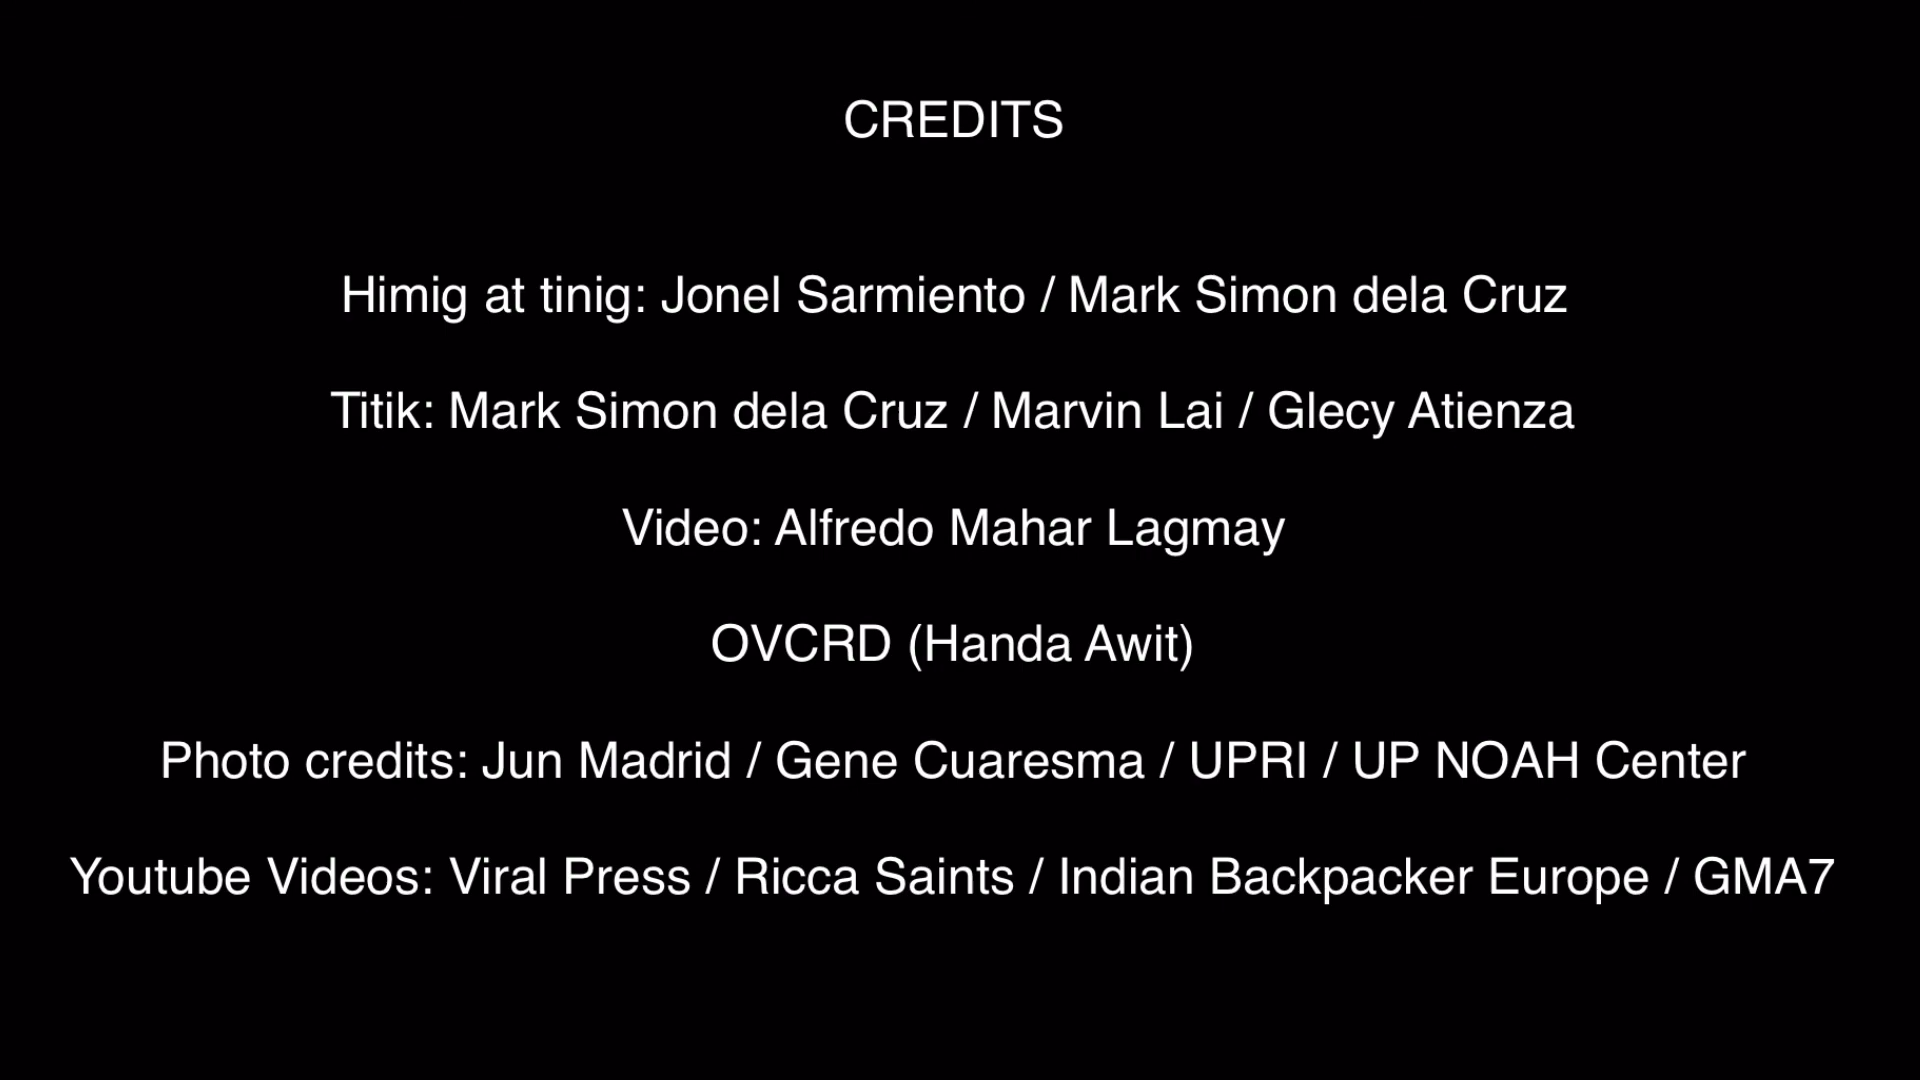 CREDITS
Himig at tinig: Jonel Sarmiento / Mark Simon dela Cruz
Titik: Mark Simon dela Cruz / Marvin Lai / Glecy Atienza
Video: Alfredo Mahar Lagmay
OVCRD (Handa Awit)
Photo credits: Jun Madrid / Gene Cuaresma / UPRI / UP NOAH Center
Youtube Videos: Viral Press / Ricca Saints / Indian Backpacker Europe / GMA7